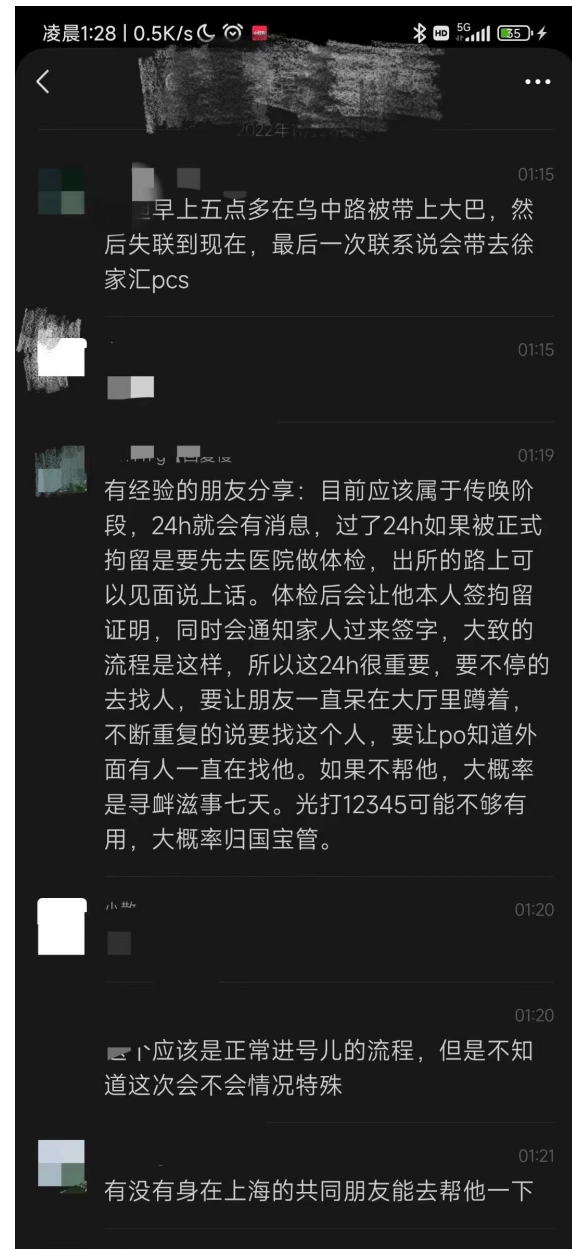 凌晨1:28 | 0.5K/s
HD 5G 35
2022年
01:15
早上五点多在乌中路被带上大巴，然
后失联到现在，最后一次联系说会带去徐
家汇pcs
01:15
01:19
有经验的朋友分享：目前应该属于传唤阶
段，24h就会有消息，过了24h如果被正式
拘留是要先去医院做体检，出所的路上可
以见面说上话。体检后会让他本人签拘留
证明，同时会通知家人过来签字，大致的
流程是这样，所以这24h很重要，要不停的
去找人，要让朋友一直呆在大厅里蹲着，
不断重复的说要找这个人，要让po知道外
面有人一直在找他。如果不帮他，大概率
是寻衅滋事七天。光打12345可能不够有
用，大概率归国宝管。
01:20
01:20
应该是正常进号儿的流程，但是不知
道这次会不会情况特殊
01:21
有没有身在上海的共同朋友能去帮他一下